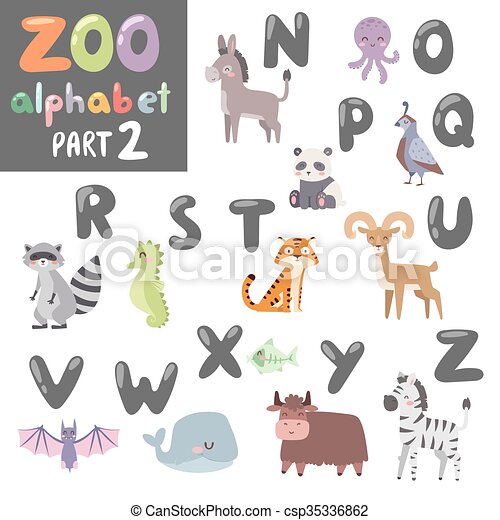 ZOO
alphabet
PART 2
N
O
P
Q
R
S
T
U
V
W
X
y
Z
© Can Stock Photo
© Can Stock Photo - csp35336862